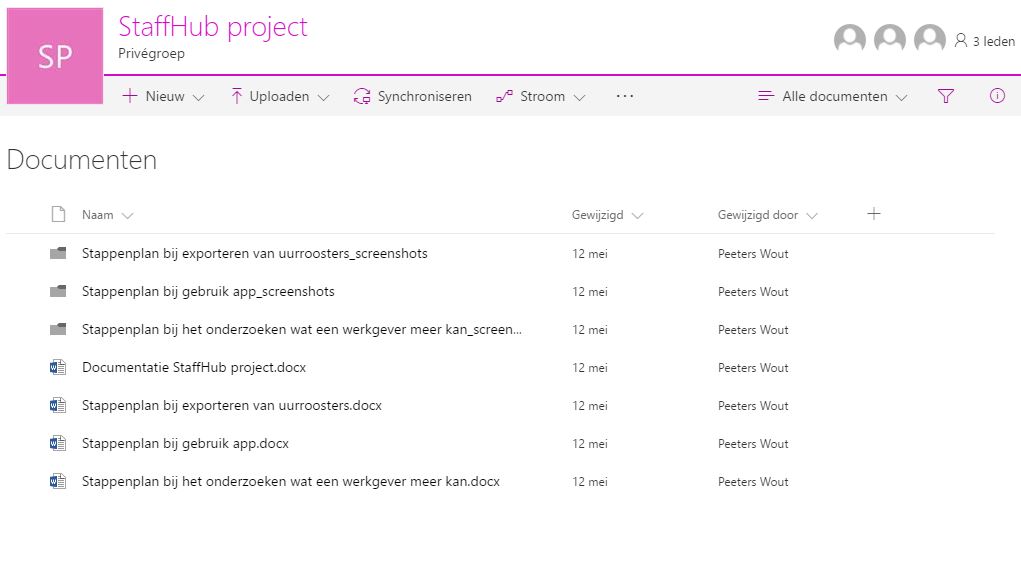 SP
StaffHub project
Privégroep
3 leden
Nieuw Uploaden Synchroniseren Stroom ... Alle documenten
Documenten
Naam Gewijzigd Gewijzigd door
Stappenplan bij exporteren van uurroosters_screenshots 12 mei Peeters Wout
Stappenplan bij gebruik app_screenshots 12 mei Peeters Wout
Stappenplan bij het onderzoeken wat een werkgever meer kan_screen... 12 mei Peeters Wout
Documentatie StaffHub project.docx 12 mei Peeters Wout
Stappenplan bij exporteren van uurroosters.docx 12 mei Peeters Wout
Stappenplan bij gebruik app.docx 12 mei Peeters Wout
Stappenplan bij het onderzoeken wat een werkgever meer kan.docx 12 mei Peeters Wout